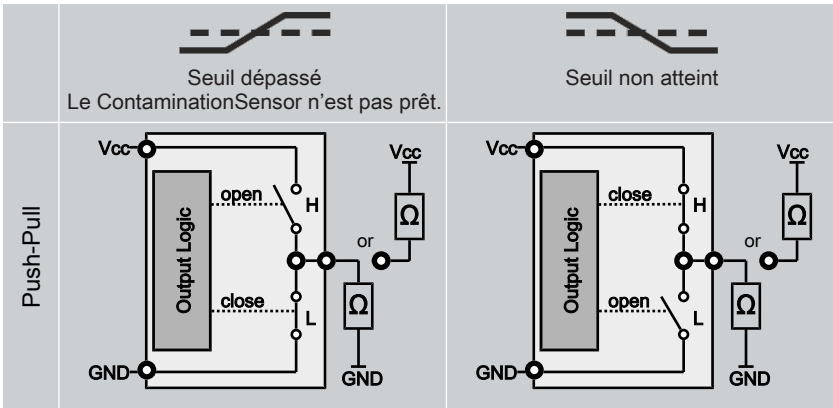 Seuil dépassé
Le ContaminationSensor n'est pas prêt.
Seuil non atteint
Push-Pull
Vcc
Output Logic
open
H
close
L
GND
or
Vcc
Ω
Ω
GND
Vcc
Output Logic
close
H
open
L
GND
or
Vcc
Ω
Ω
GND